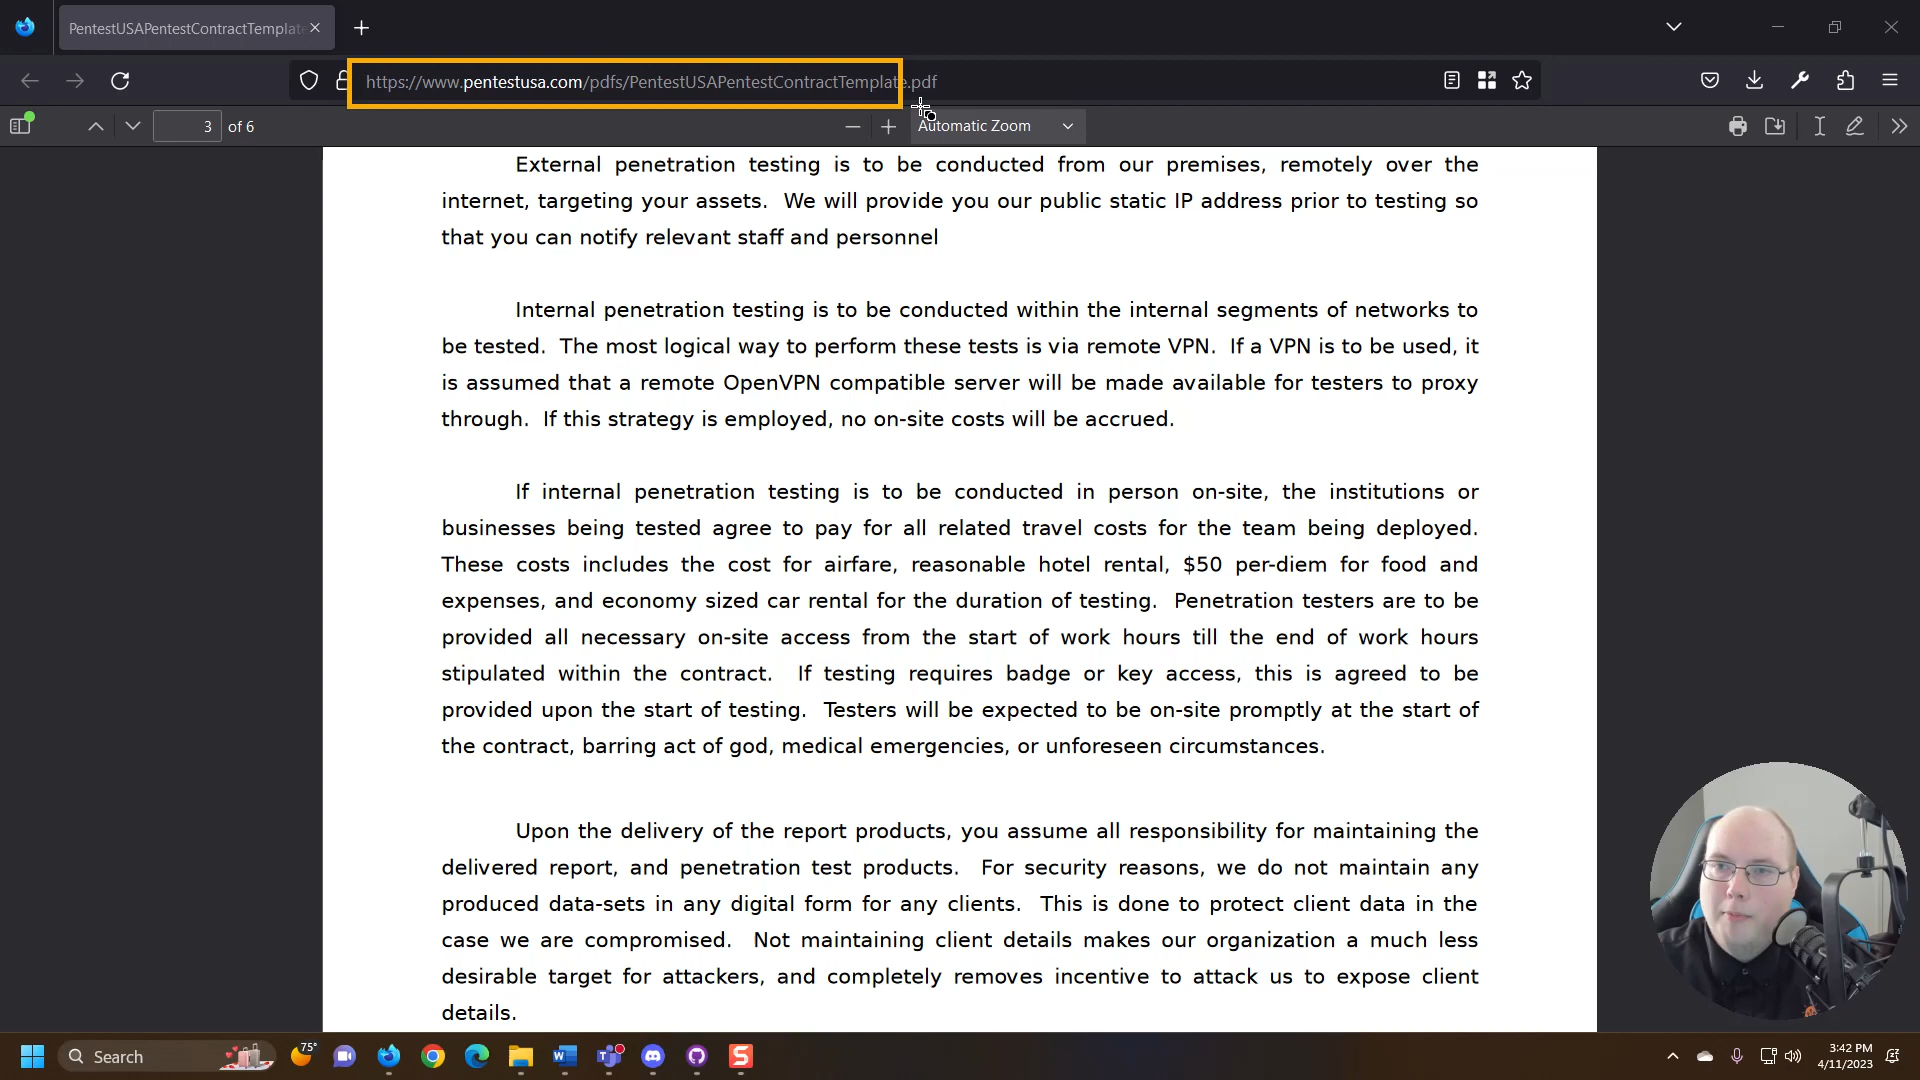 PentestUSAPentestContractTemplate
https://www.pentestusa.com/pdfs/PentestUSAPentestContractTemplate.pdf
3 of 6
Automatic Zoom
External penetration testing is to be conducted from our premises, remotely over the
internet, targeting your assets. We will provide you our public static IP address prior to testing so
that you can notify relevant staff and personnel
Internal penetration testing is to be conducted within the internal segments of networks to
be tested. The most logical way to perform these tests is via remote VPN. If a VPN is to be used, it
is assumed that a remote OpenVPN compatible server will be made available for testers to proxy
through. If this strategy is employed, no on-site costs will be accrued.
If internal penetration testing is to be conducted in person on-site, the institutions or
businesses being tested agree to pay for all related travel costs for the team being deployed.
These costs includes the cost for airfare, reasonable hotel rental, $50 per-diem for food and
expenses, and economy sized car rental for the duration of testing. Penetration testers are to be
provided all necessary on-site access from the start of work hours till the end of work hours
stipulated within the contract. If testing requires badge or key access, this is agreed to be
provided upon the start of testing. Testers will be expected to be on-site promptly at the start of
the contract, barring act of god, medical emergencies, or unforeseen circumstances.
Upon the delivery of the report products, you assume all responsibility for maintaining the
delivered report, and penetration test products. For security reasons, we do not maintain any
produced data-sets in any digital form for any clients. This is done to protect client data in the
case we are compromised. Not maintaining client details makes our organization a much less
desirable target for attackers, and completely removes incentive to attack us to expose client
details.
Search
75°
3:42 PM
4/11/2023